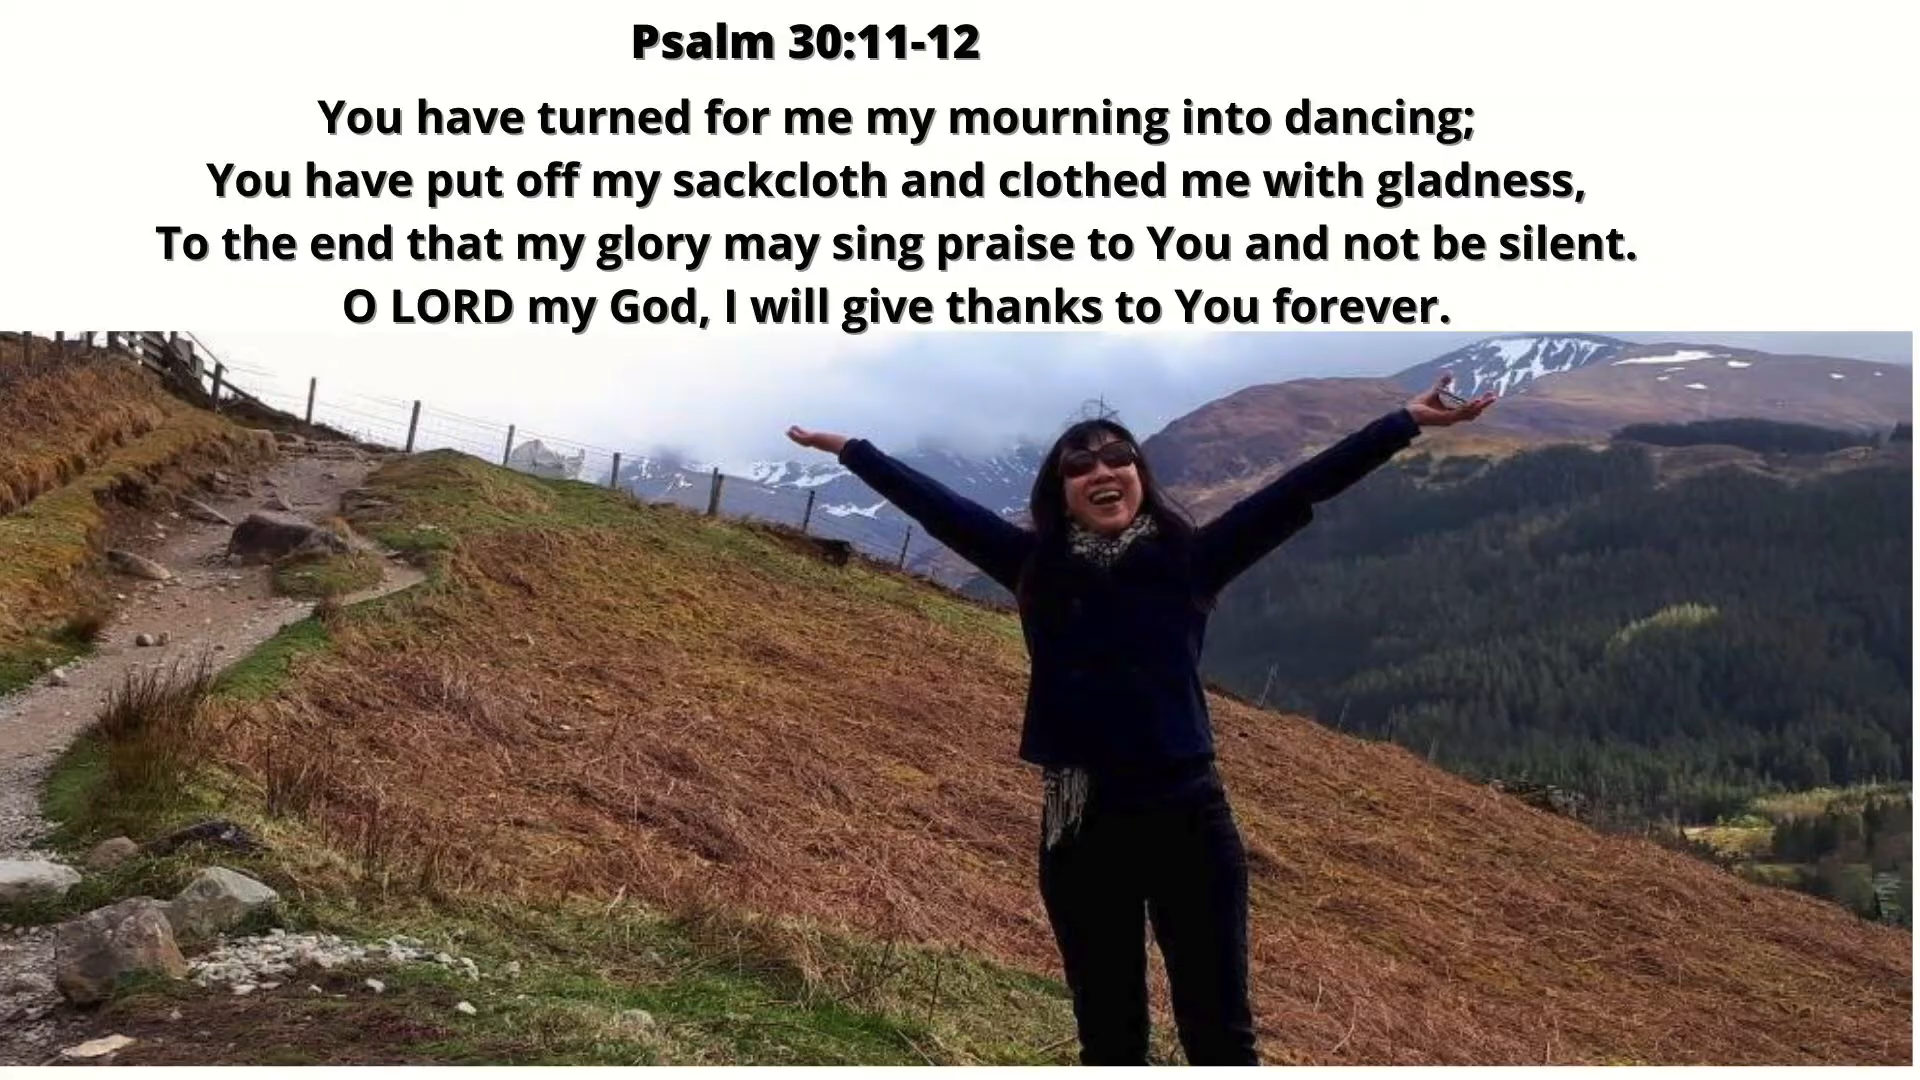 Psalm 30:11-12
You have turned for me my mourning into dancing;
You have put off my sackcloth and clothed me with gladness,
To the end that my glory may sing praise to You and not be silent.
O LORD my God, I will give thanks to You forever.